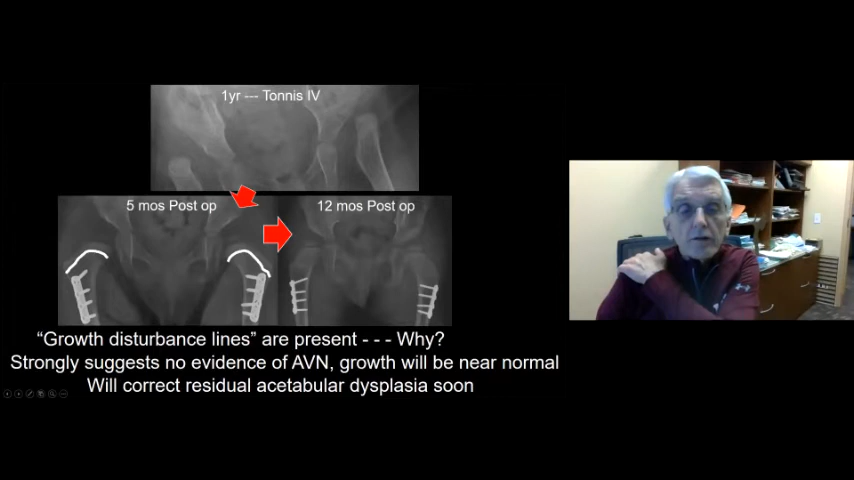 1yr --- Tonnis IV
5 mos Post op
12 mos Post op
“Growth disturbance lines” are present - - - Why?
Strongly suggests no evidence of AVN, growth will be near normal
Will correct residual acetabular dysplasia soon